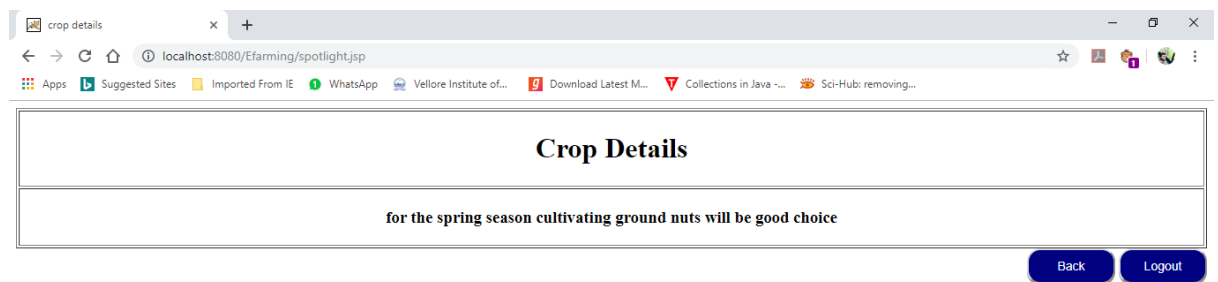 crop details
localhost:8080/Efarming/spotlight.jsp
Apps Suggested Sites Imported From IE WhatsApp Vellore Institute of... Download Latest M... Collections in Java -... Sci-Hub: removing...
Crop Details
for the spring season cultivating ground nuts will be good choice
Back Logout